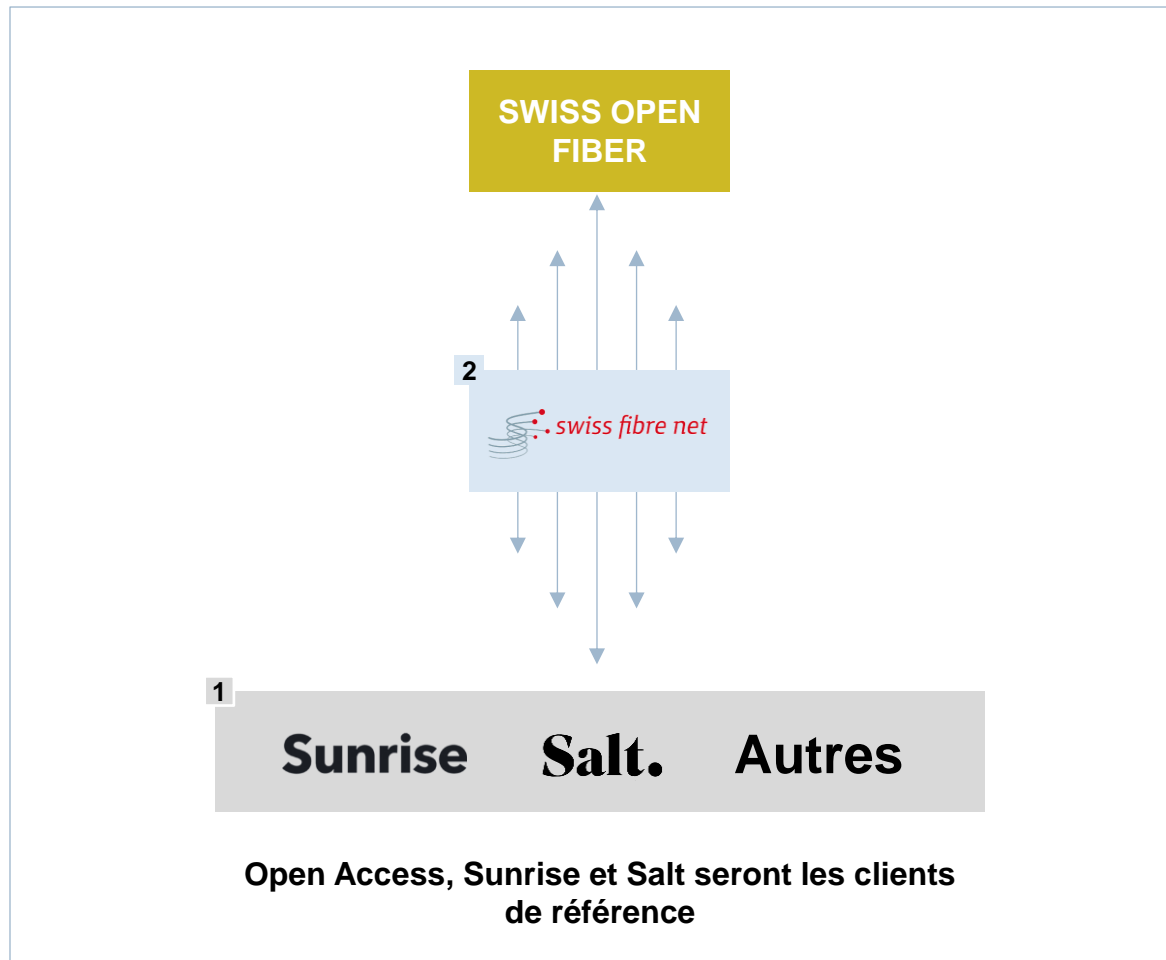 SWISS OPEN
FIBER
2
swiss fibre net
1
Sunrise Salt. Autres
Open Access, Sunrise et Salt seront les clients
de référence